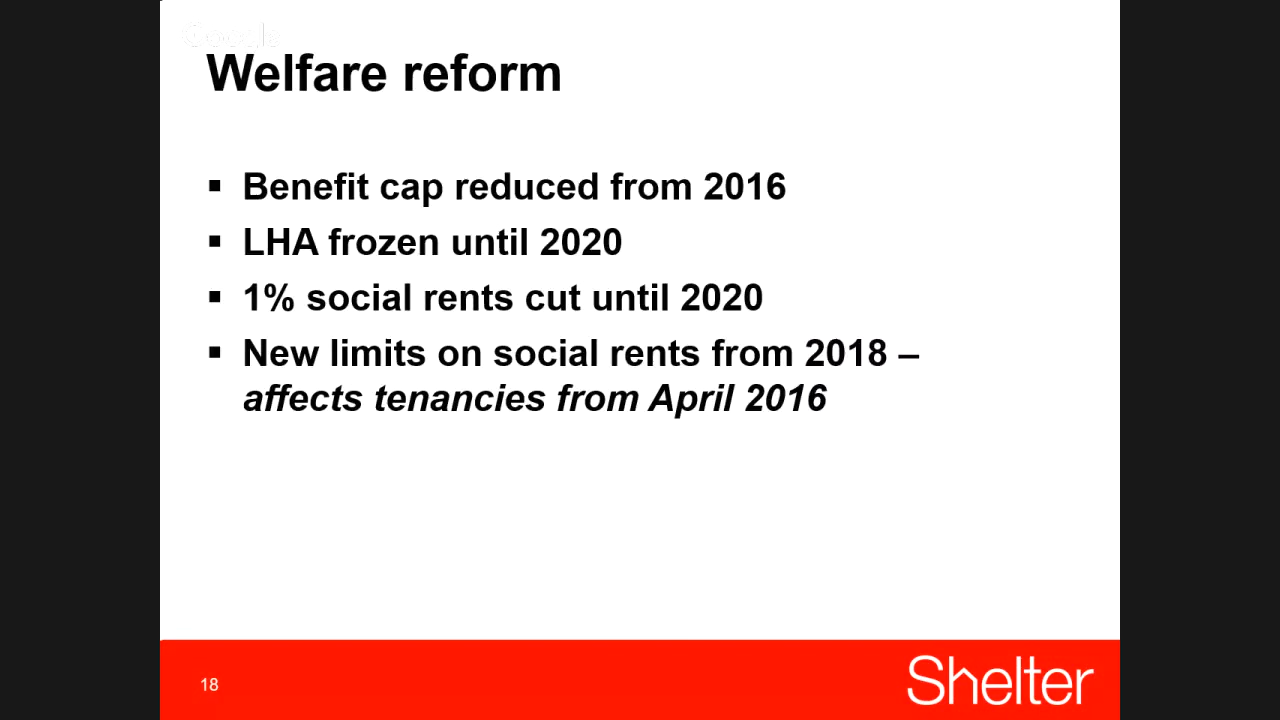 Google
Welfare reform
▪ Benefit cap reduced from 2016
▪ LHA frozen until 2020
▪ 1% social rents cut until 2020
▪ New limits on social rents from 2018 –
affects tenancies from April 2016
18
Shelter